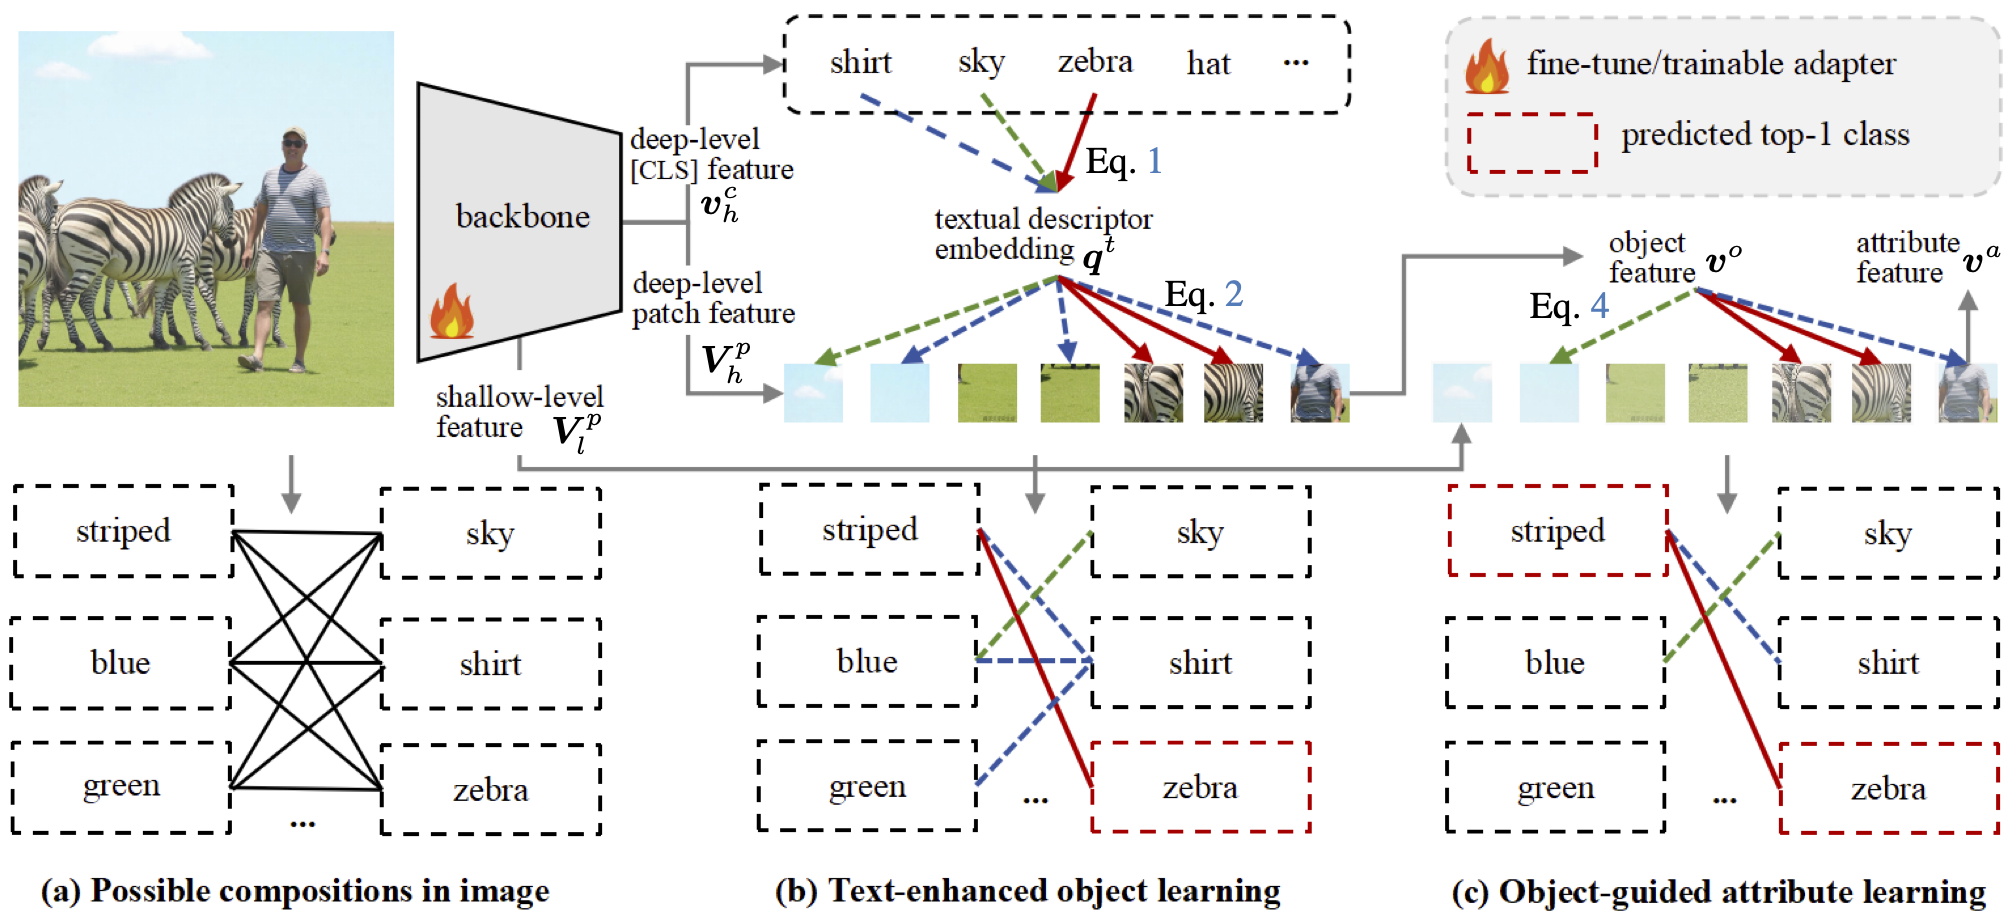 shirt sky zebra hat ...
fine-tune/trainable adapter
predicted top-1 class
backbone
deep-level
[CLS] feature
v_h^c
Eq. 1
textual descriptor
embedding q^t
deep-level
patch feature
V_h^p
Eq. 2
object
feature v^o
attribute
feature v^a
Eq. 4
shallow-level
feature V_l^p
striped sky
blue shirt
green zebra
...
striped sky
blue shirt
green ... zebra
striped sky
blue shirt
green ... zebra
(a) Possible compositions in image
(b) Text-enhanced object learning
(c) Object-guided attribute learning